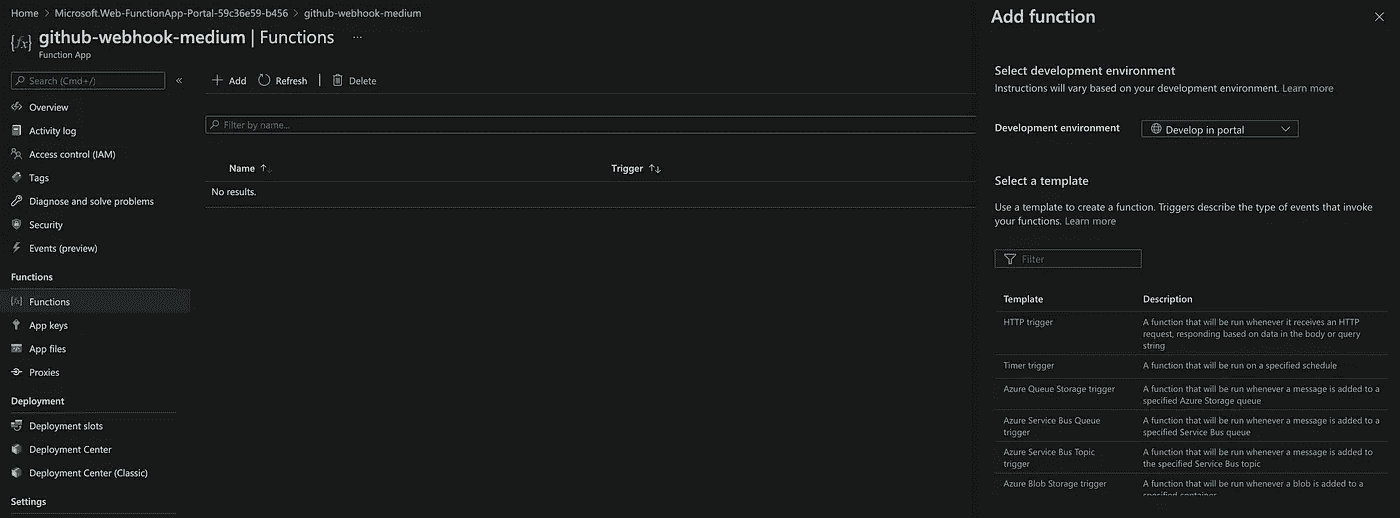 Home > Microsoft.Web-FunctionApp-Portal-59c36e59-b456 > github-webhook-medium
{fx} github-webhook-medium | Functions ...
Function App
Search (Cmd+/) «
Overview
Activity log
Access control (IAM)
Tags
Diagnose and solve problems
Security
Events (preview)
Functions
Functions
App keys
App files
Proxies
Deployment
Deployment slots
Deployment Center
Deployment Center (Classic)
Settings
Add Refresh | Delete
Filter by name...
Name ↑↓ Trigger ↑↓
No results.
Add function
Select development environment
Instructions will vary based on your development environment. Learn more
Development environment Develop in portal
Select a template
Use a template to create a function. Triggers describe the type of events that invoke
your functions. Learn more
Filter
Template Description
HTTP trigger A function that will be run whenever it receives an HTTP
request, responding based on data in the body or query
string
Timer trigger A function that will be run on a specified schedule
Azure Queue Storage trigger A function that will be run whenever a message is added to a
specified Azure Storage queue
Azure Service Bus Queue A function that will be run whenever a message is added to a
trigger specified Service Bus queue
Azure Service Bus Topic A function that will be run whenever a message is added to
trigger the specified Service Bus topic
Azure Blob Storage trigger A function that will be run whenever a blob is added to a
specified container